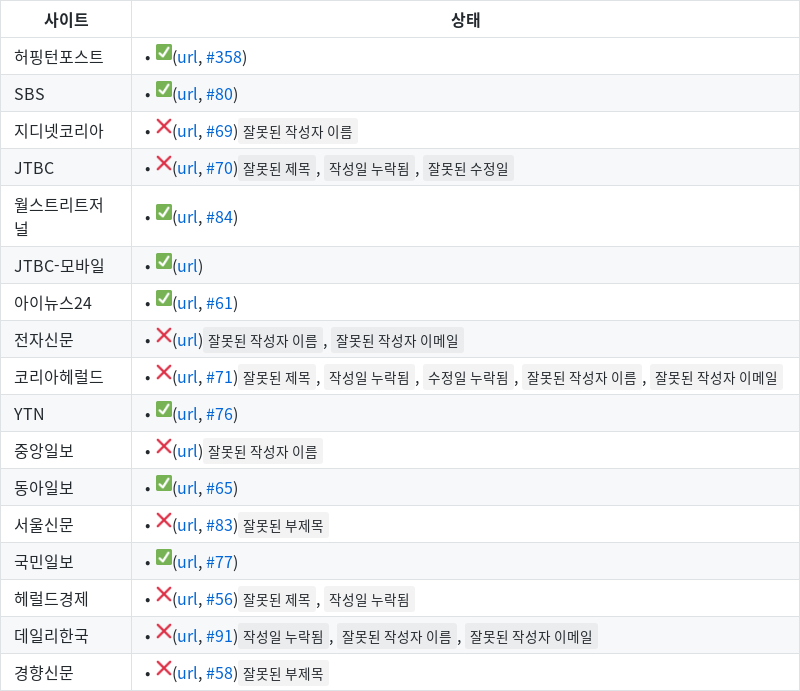 사이트 상태
허핑턴포스트 • ✅(url, #358)
SBS • ✅(url, #80)
지디넷코리아 • ❌(url, #69) 잘못된 작성자 이름
JTBC • ❌(url, #70) 잘못된 제목 , 작성일 누락됨 , 잘못된 수정일
월스트리트저
널 • ✅(url, #84)
JTBC-모바일 • ✅(url)
아이뉴스24 • ✅(url, #61)
전자신문 • ❌(url) 잘못된 작성자 이름 , 잘못된 작성자 이메일
코리아헤럴드 • ❌(url, #71) 잘못된 제목 , 작성일 누락됨 , 수정일 누락됨 , 잘못된 작성자 이름 , 잘못된 작성자 이메일
YTN • ✅(url, #76)
중앙일보 • ❌(url) 잘못된 작성자 이름
동아일보 • ✅(url, #65)
서울신문 • ❌(url, #83) 잘못된 부제목
국민일보 • ✅(url, #77)
헤럴드경제 • ❌(url, #56) 잘못된 제목 , 작성일 누락됨
데일리한국 • ❌(url, #91) 작성일 누락됨 , 잘못된 작성자 이름 , 잘못된 작성자 이메일
경향신문 • ❌(url, #58) 잘못된 부제목